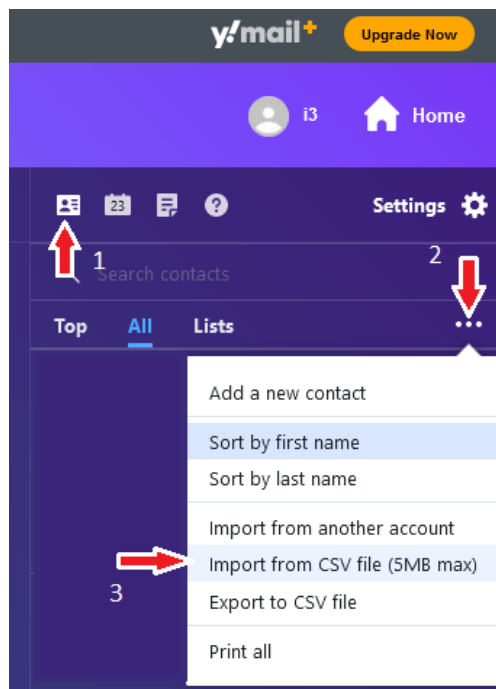 y!mail+ Upgrade Now
i3 Home
23 ? Settings
1 2
Search contacts
Top All Lists ...
Add a new contact
Sort by first name
Sort by last name
Import from another account
Import from CSV file (5MB max)
3
Export to CSV file
Print all